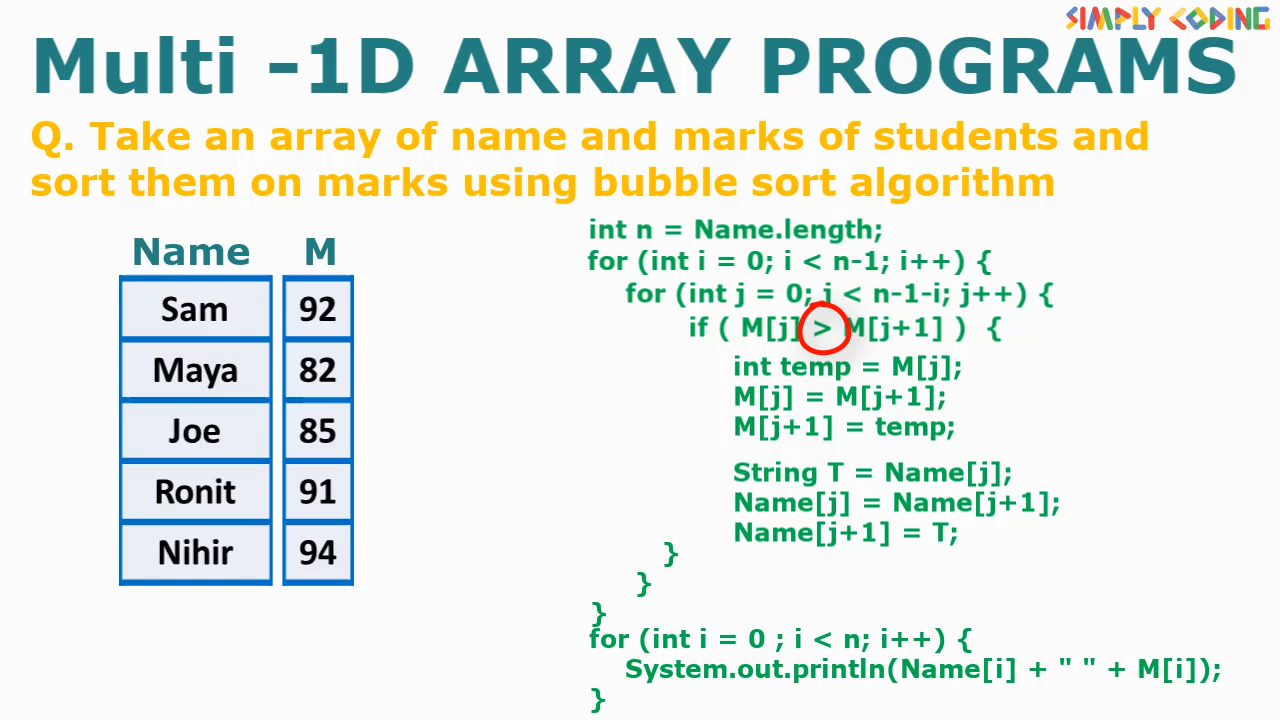 SIMPLY CODING
Multi -1D ARRAY PROGRAMS
Q. Take an array of name and marks of students and
sort them on marks using bubble sort algorithm
Name M
Sam 92
Maya 82
Joe 85
Ronit 91
Nihir 94
int n = Name.length;
for (int i = 0; i < n-1; i++) {
for (int j = 0; j < n-1-i; j++) {
if ( M[j] > M[j+1] ) {
int temp = M[j];
M[j] = M[j+1];
M[j+1] = temp;
String T = Name[j];
Name[j] = Name[j+1];
Name[j+1] = T;
}
}
}
for (int i = 0 ; i < n; i++) {
System.out.println(Name[i] + " " + M[i]);
}